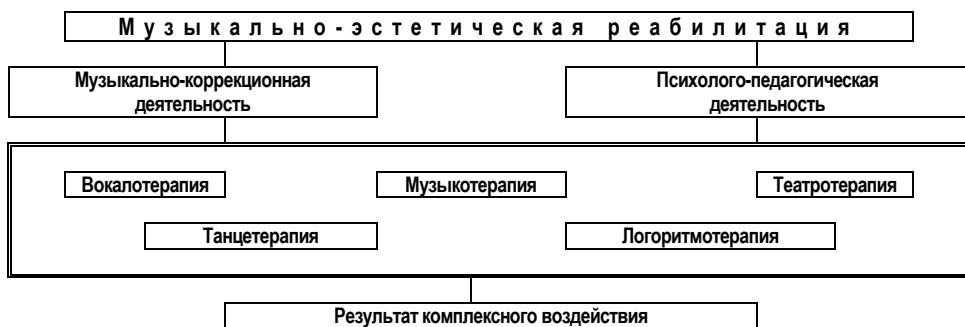 Музыкально-эстетическая реабилитация
Музыкально-коррекционная
деятельность
Психолого-педагогическая
деятельность
Вокалотерапия
Музыкотерапия
Театротерапия
Танцетерапия
Логоритмотерапия
Результат комплексного воздействия